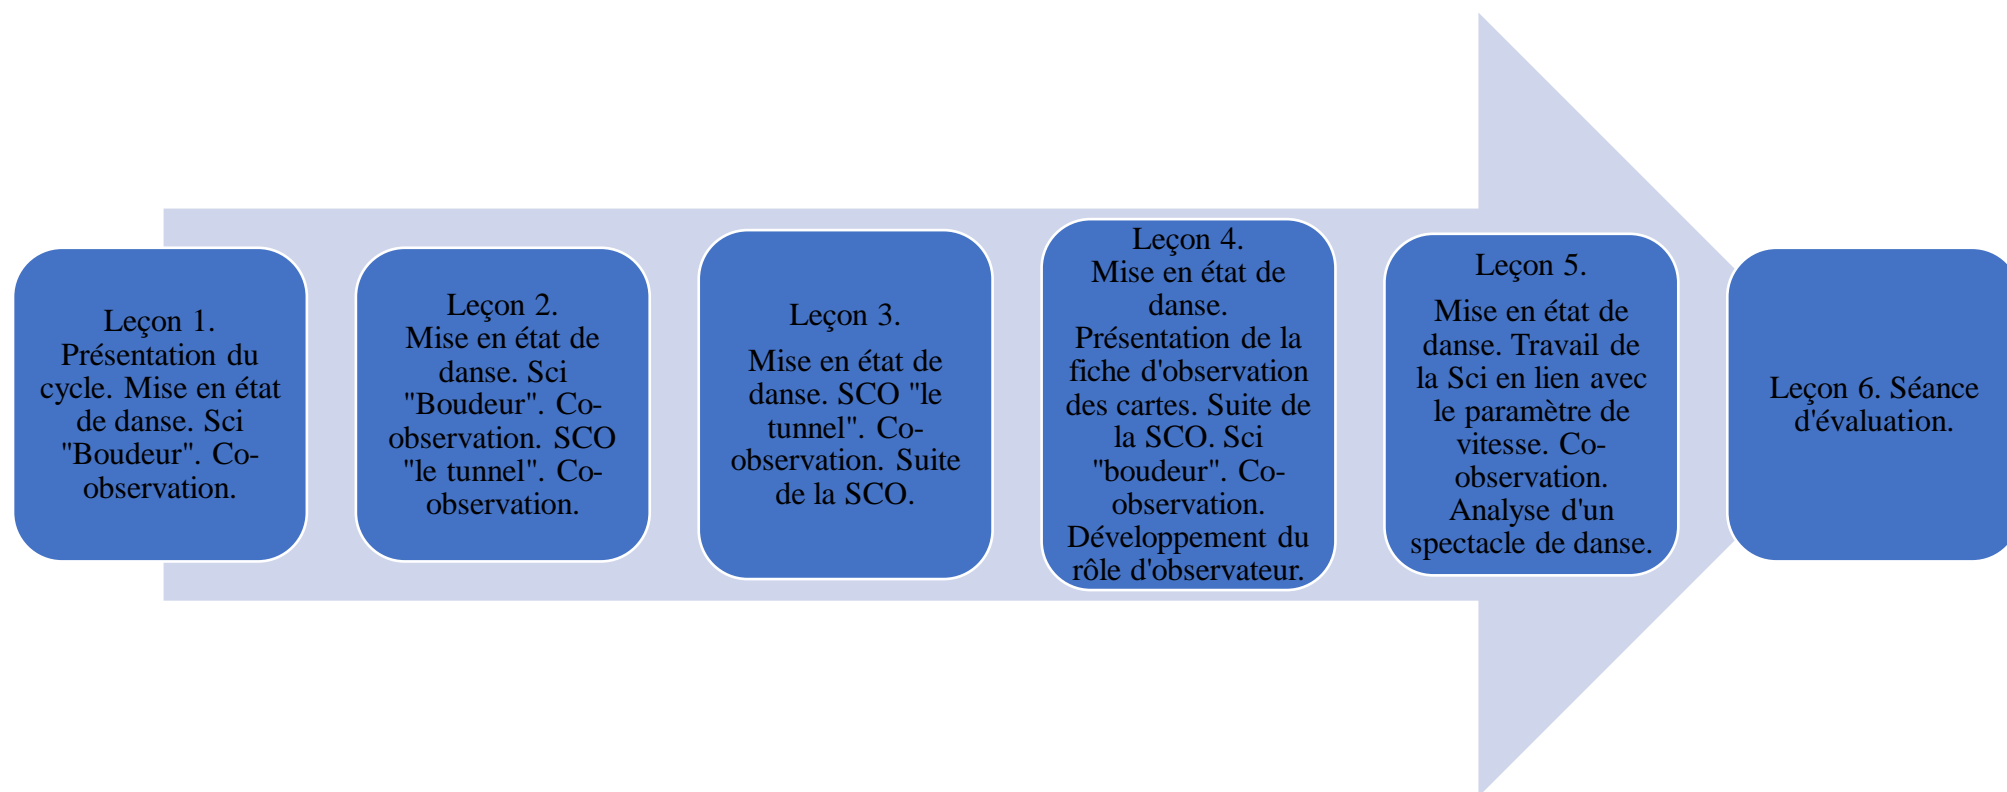 Leçon 1.
Présentation du
cycle. Mise en état
de danse. Sci
"Boudeur". Co-
observation.
Leçon 2.
Mise en état de
danse. Sci
"Boudeur". Co-
observation. SCO
"le tunnel". Co-
observation.
Leçon 3.
Mise en état de
danse. SCO "le
tunnel". Co-
observation. Suite
de la SCO.
Leçon 4.
Mise en état de
danse.
Présentation de la
fiche d'observation
des cartes. Suite de
la SCO. Sci
"boudeur". Co-
observation.
Développement du
rôle d'observateur.
Leçon 5.
Mise en état de
danse. Travail de
la Sci en lien avec
le paramètre de
vitesse. Co-
observation.
Analyse d'un
spectacle de danse.
Leçon 6. Séance
d'évaluation.